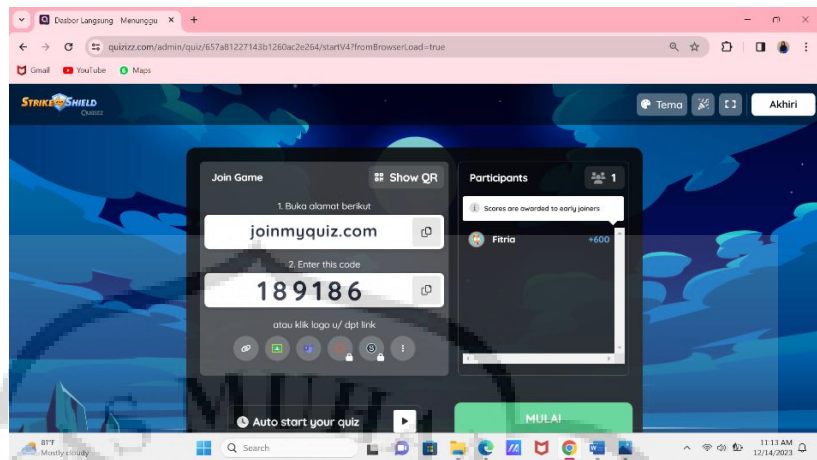 Dasbor Langsung Menunggu
quizizz.com/admin/quiz/657a81227143b1260ac2e264/startV4?fromBrowserLoad=true
Gmail YouTube Maps
STRIKE SHIELD
QUIZIZZ
Tema
Akhiri
Join Game
Show QR
1. Buka alamat berikut
joinmyquiz.com
2. Enter this code
189186
atau klik logo u/ dpt link
Auto start your quiz
Participants
1
Scores are awarded to early joiners
Fitria +600
MULAI
MUH
81°F
Mostly cloudy
Search
11:13 AM
12/14/2023